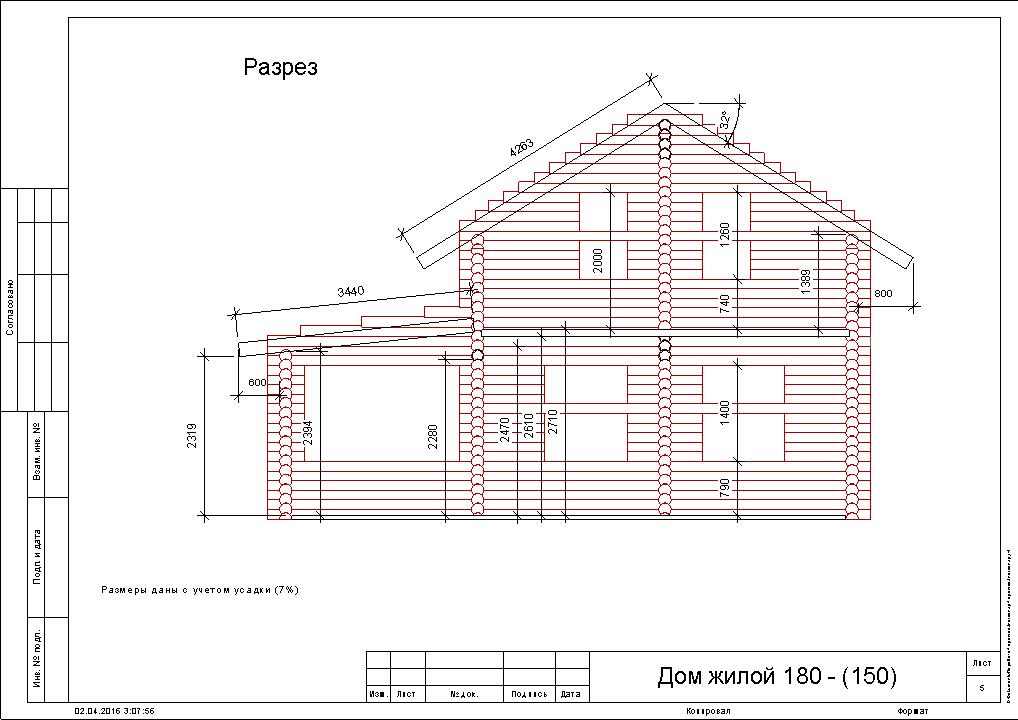 Разрез
4263
32°
1260
2000
1389
740
800
3440
600
2319
2394
2280
2470
2610
2710
1400
790
Согласовано
Взам. инв. №
Подп. и дата
Инв. № подл.
Размеры даны с учетом усадки (7%)
Изм. Лист № док. Подпись Дата
Дом жилой 180 - (150)
Лист
5
02.04.2016 3:07:56
Копировал
Формат